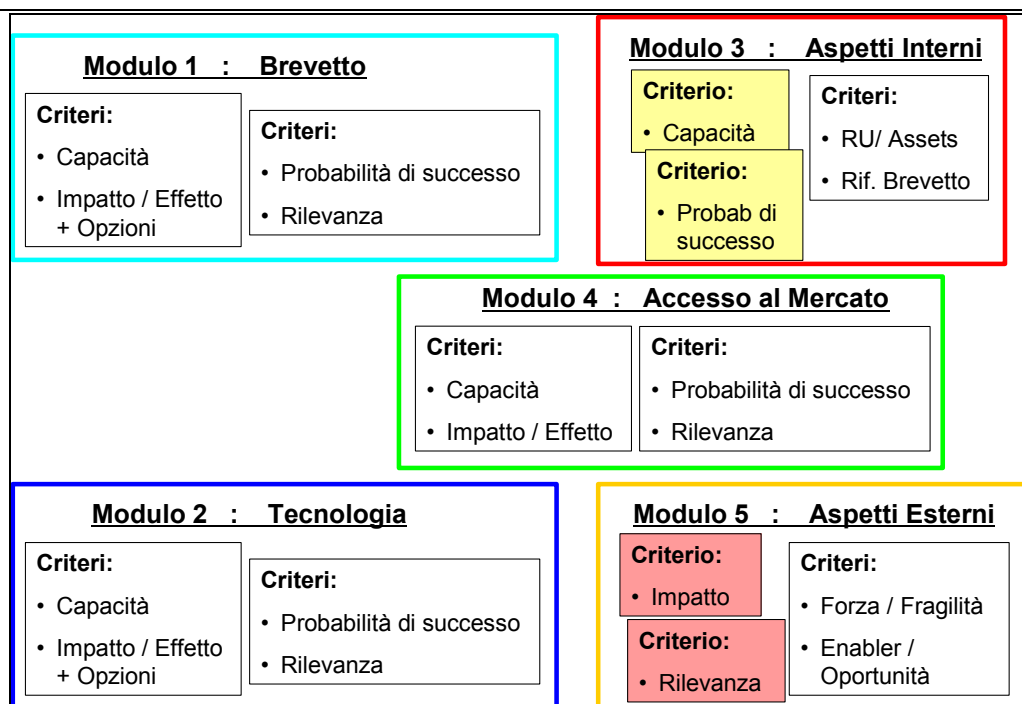 Modulo 1 : Brevetto
Criteri:
• Capacità
• Impatto / Effetto
+ Opzioni
Criteri:
• Probabilità di successo
• Rilevanza
Modulo 3 : Aspetti Interni
Criterio:
• Capacità
Criterio:
• Probab di
successo
Criteri:
• RU/ Assets
• Rif. Brevetto
Modulo 4 : Accesso al Mercato
Criteri:
• Capacità
• Impatto / Effetto
Criteri:
• Probabilità di successo
• Rilevanza
Modulo 2 : Tecnologia
Criteri:
• Capacità
• Impatto / Effetto
+ Opzioni
Criteri:
• Probabilità di successo
• Rilevanza
Modulo 5 : Aspetti Esterni
Criterio:
• Impatto
Criterio:
• Rilevanza
Criteri:
• Forza / Fragilità
• Enabler /
Oportunità